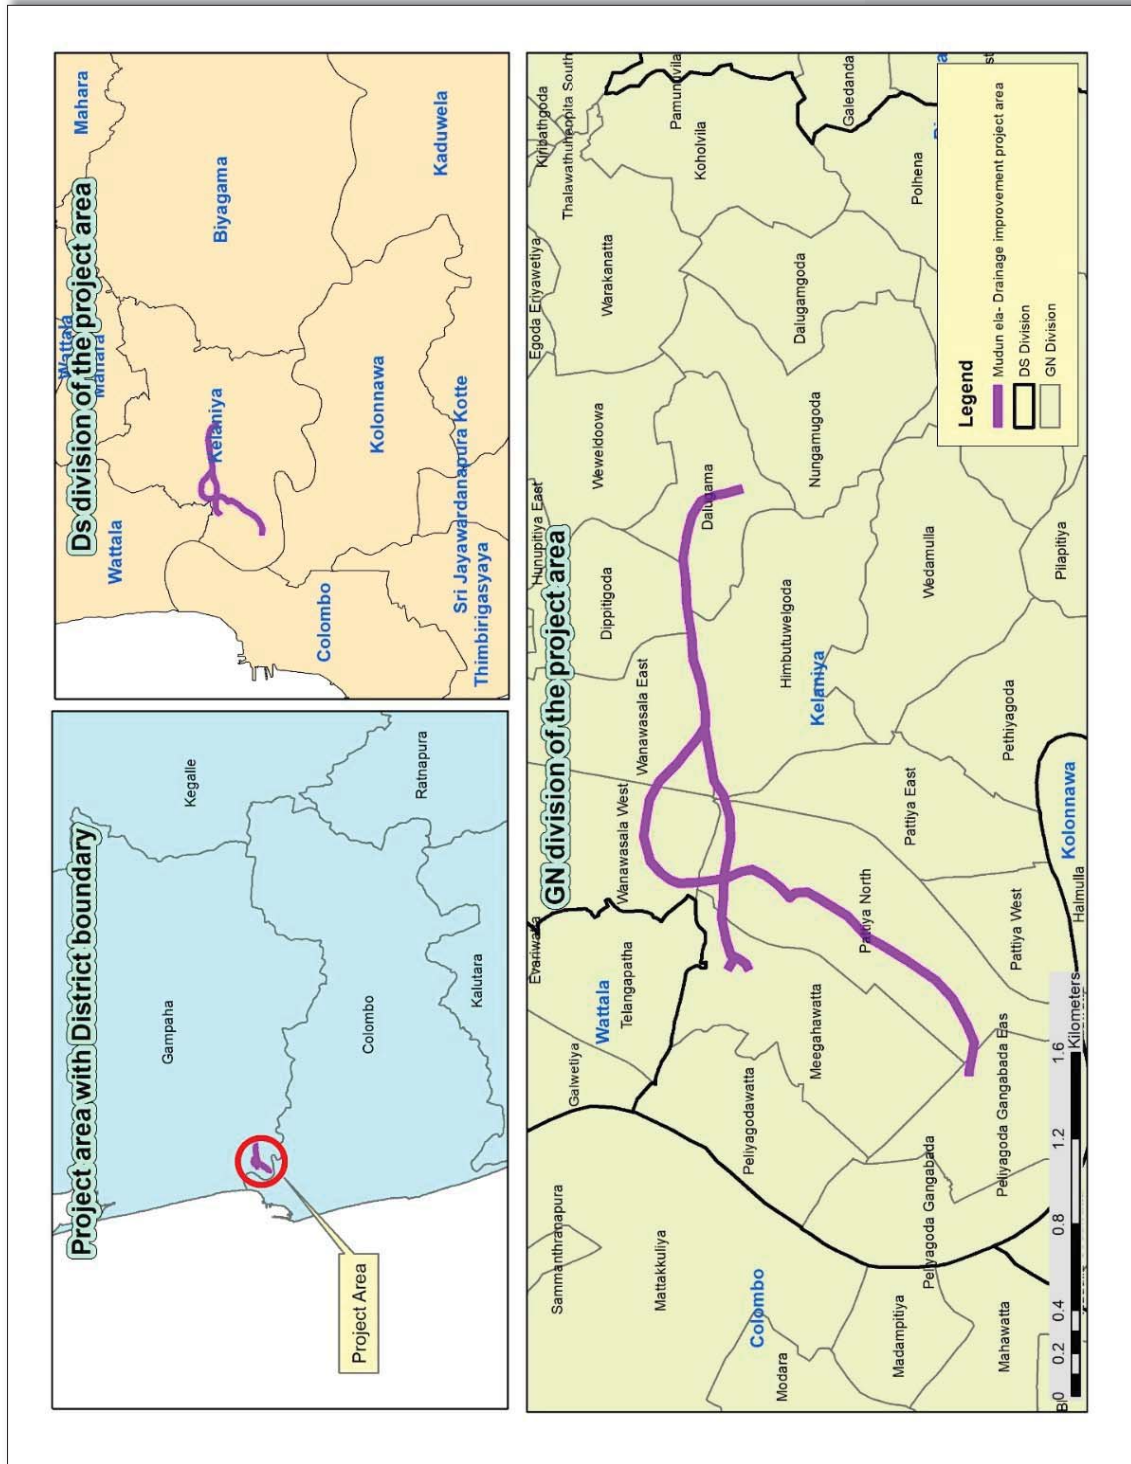 Project area with District boundary
Kegalle
Ratnapura
Gampaha
Colombo
Kalutara
Project Area
Ds division of the project area
Mahara
Wattala
Mahara
Biyagama
Kaduwela
Wattala
Kelaniya
Kolonnawa
Colombo
Sri Jayawardanapura Kotte
Thimbirigasyaya
GN division of the project area
Kiribathgoda
Thalawathuhenpita South
Pamunuvila
Koholvila
Galedanda
Polhena
Egoda Eriyawetiya
Warakanatta
Dalugamgoda
Hunupitiya East
Weweldoowa
Dalugama
Nungamugoda
Dippitigoda
Himbutuwelgoda
Wedamulla
Pilapitiya
Wanawasala East
Kelaniya
Pethiyagoda
Wanawasala West
Pattiya East
Kolonnawa
Halmulla
Wattala
Telangapatha
Pattiya North
Pattiya West
Galwetiya
Meegahawatta
Peliyagodawatta
Peliyagoda Gangabada Eas
Peliyagoda Gangabada
Sammanthranapura
Mattakkuliya
Colombo
Modara
Madampitiya
Mahawatta
Bl
Legend
Mudun ela- Drainage improvement project area
DS Division
GN Division
0 0.2 0.4 0.8 1.2 1.6
Kilometers